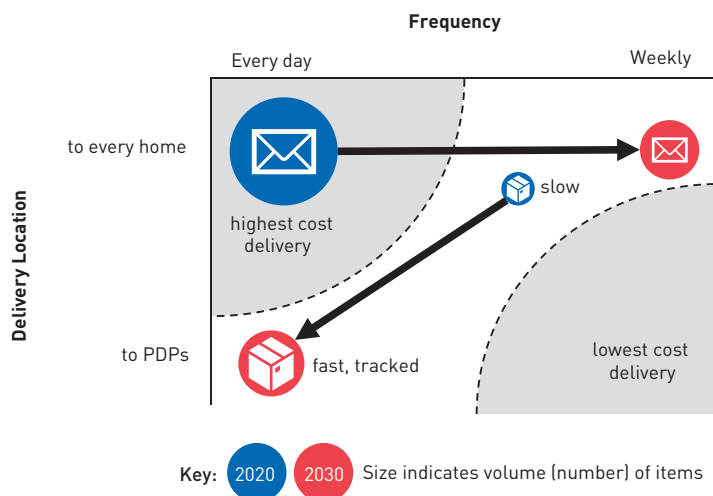 Frequency
Every day
Weekly
Delivery Location
to every home
slow
highest cost
delivery
to PDPs
fast, tracked
lowest cost
delivery
Key: 2020 2030 Size indicates volume (number) of items